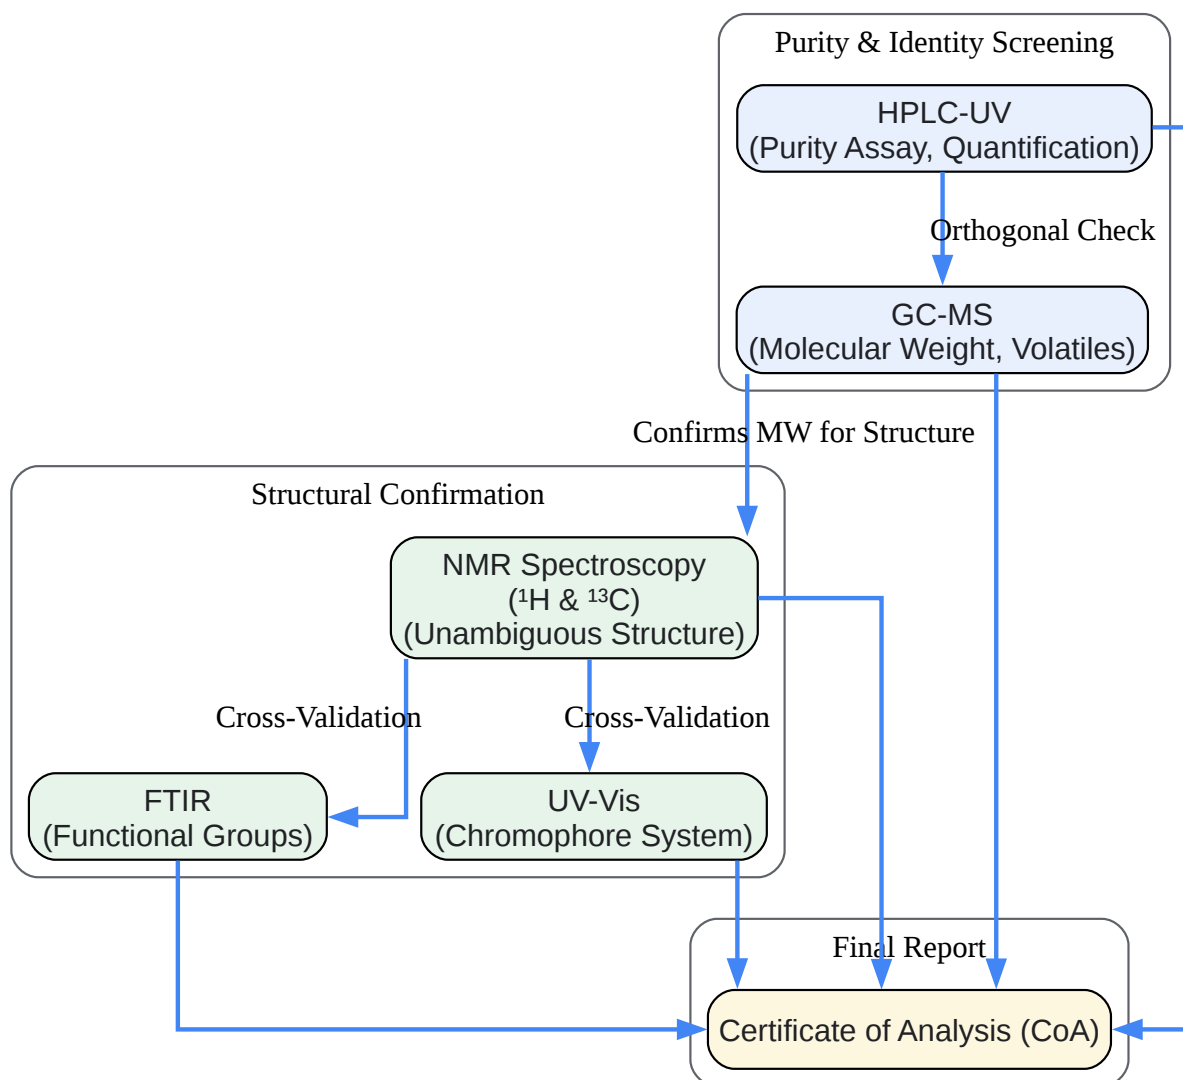 Purity & Identity Screening
HPLC-UV
(Purity Assay, Quantification)
Orthogonal Check
GC-MS
(Molecular Weight, Volatiles)
Confirms MW for Structure
Structural Confirmation
NMR Spectroscopy
(¹H & ¹³C)
(Unambiguous Structure)
Cross-Validation
Cross-Validation
FTIR
(Functional Groups)
UV-Vis
(Chromophore System)
Final Report
Certificate of Analysis (CoA)